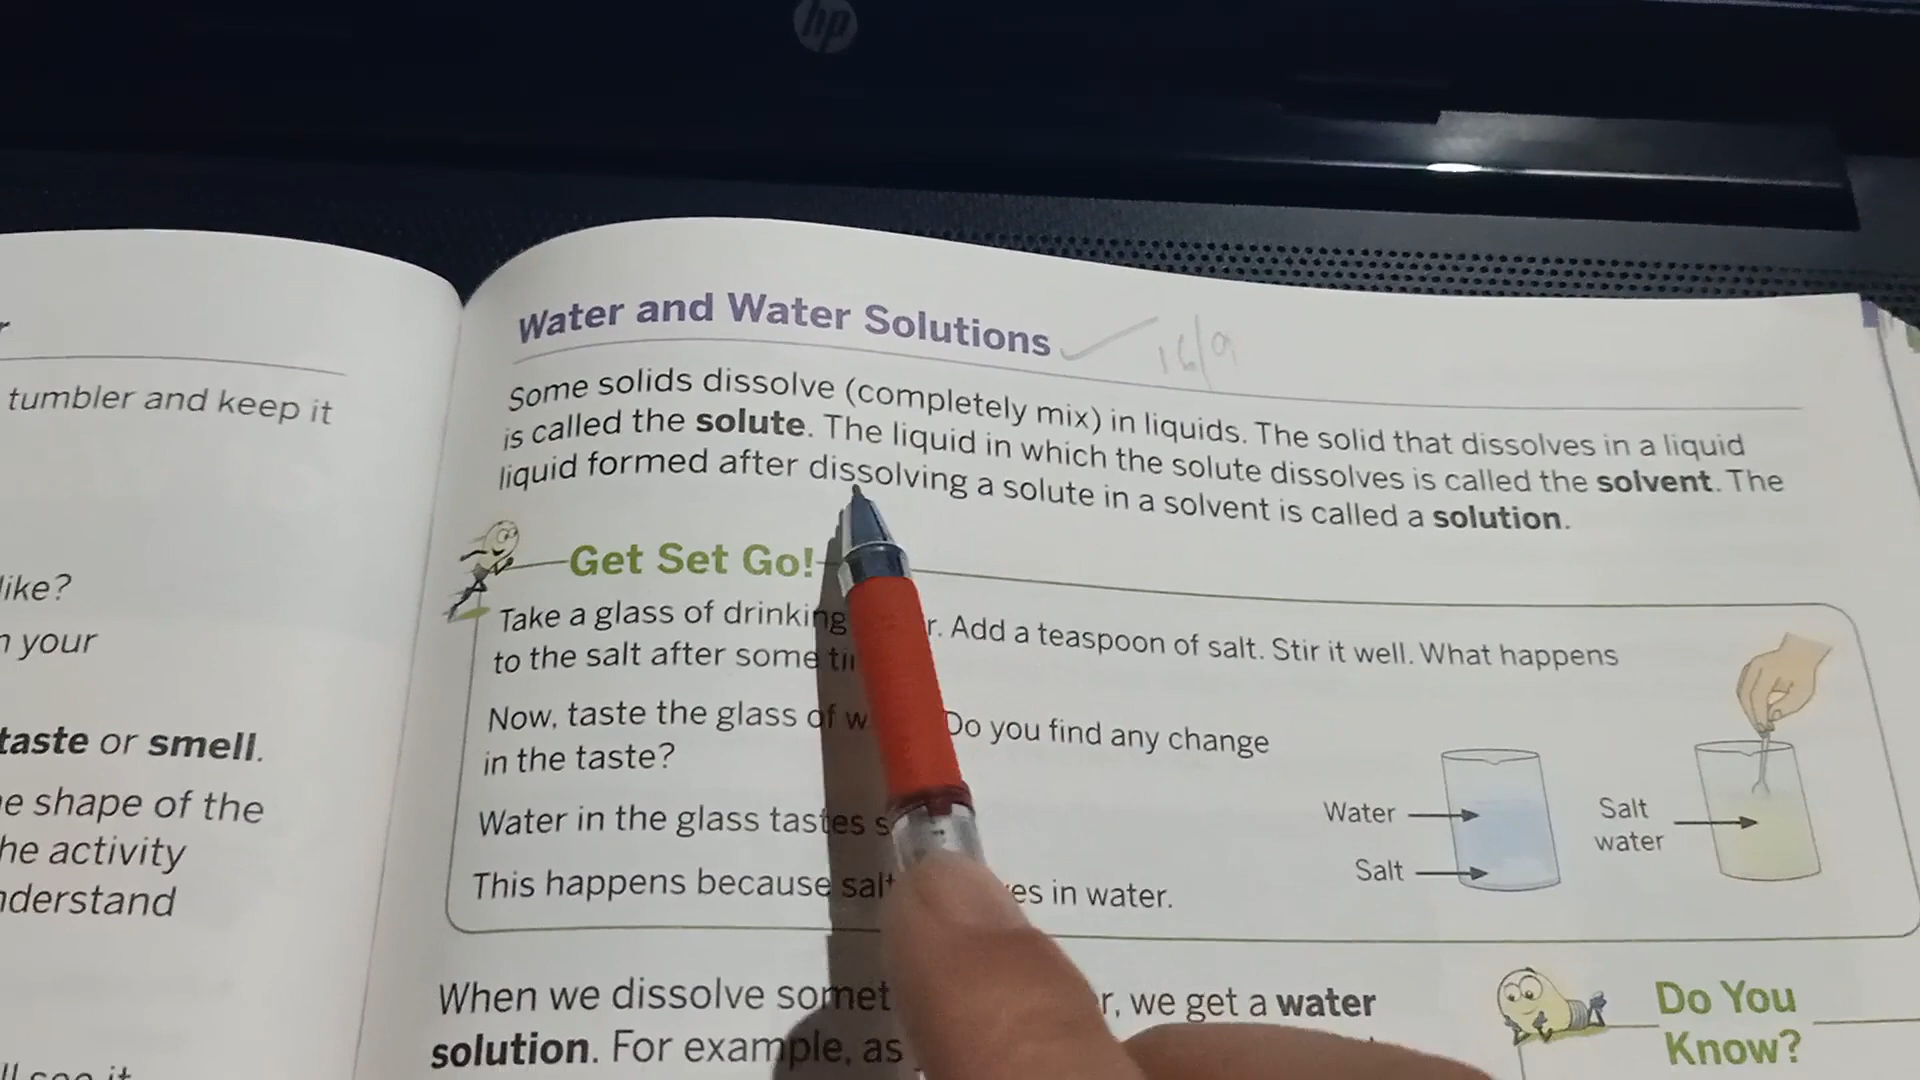 hp
r
tumbler and keep it
like?
n your
taste or smell.
e shape of the
he activity
nderstand
Water and Water Solutions
16/9
Some solids dissolve (completely mix) in liquids. The solid that dissolves in a liquid
is called the solute. The liquid in which the solute dissolves is called the solvent. The
liquid formed after dissolving a solute in a solvent is called a solution.
Get Set Go!
Take a glass of drinking r. Add a teaspoon of salt. Stir it well. What happens
to the salt after some ti
Now, taste the glass of w Do you find any change
in the taste?
Water in the glass tastes s
This happens because salt es in water.
Water
Salt
Salt
water
When we dissolve somet r, we get a water
solution. For example, as
Do You
Know?